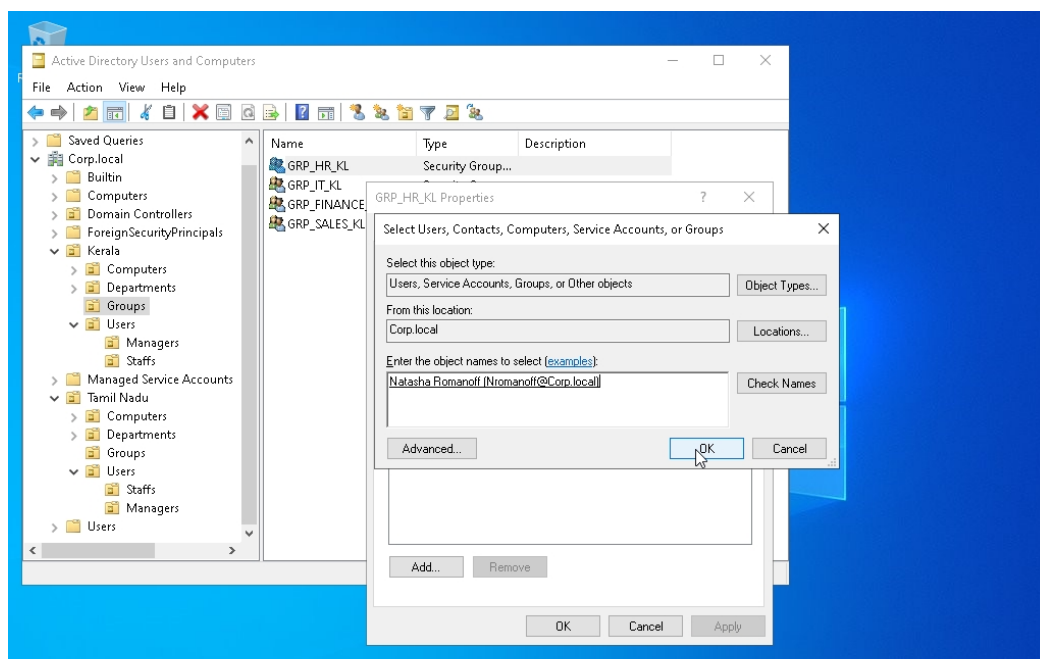 Active Directory Users and Computers
File Action View Help
Saved Queries
Corp.local
Builtin
Computers
Domain Controllers
ForeignSecurityPrincipals
Kerala
Computers
Departments
Groups
Users
Managers
Staffs
Managed Service Accounts
Tamil Nadu
Computers
Departments
Groups
Users
Staffs
Managers
Users
Name Type Description
GRP_HR_KL Security Group...
GRP_IT_KL
GRP_FINANCE_
GRP_SALES_KL
GRP_HR_KL Properties
Select Users, Contacts, Computers, Service Accounts, or Groups
Select this object type:
Users, Service Accounts, Groups, or Other objects
Object Types...
From this location:
Corp.local
Locations...
Enter the object names to select (examples):
Natasha Romanoff (Nromanoff@Corp.local)
Check Names
Advanced... OK Cancel
Add... Remove
OK Cancel Apply